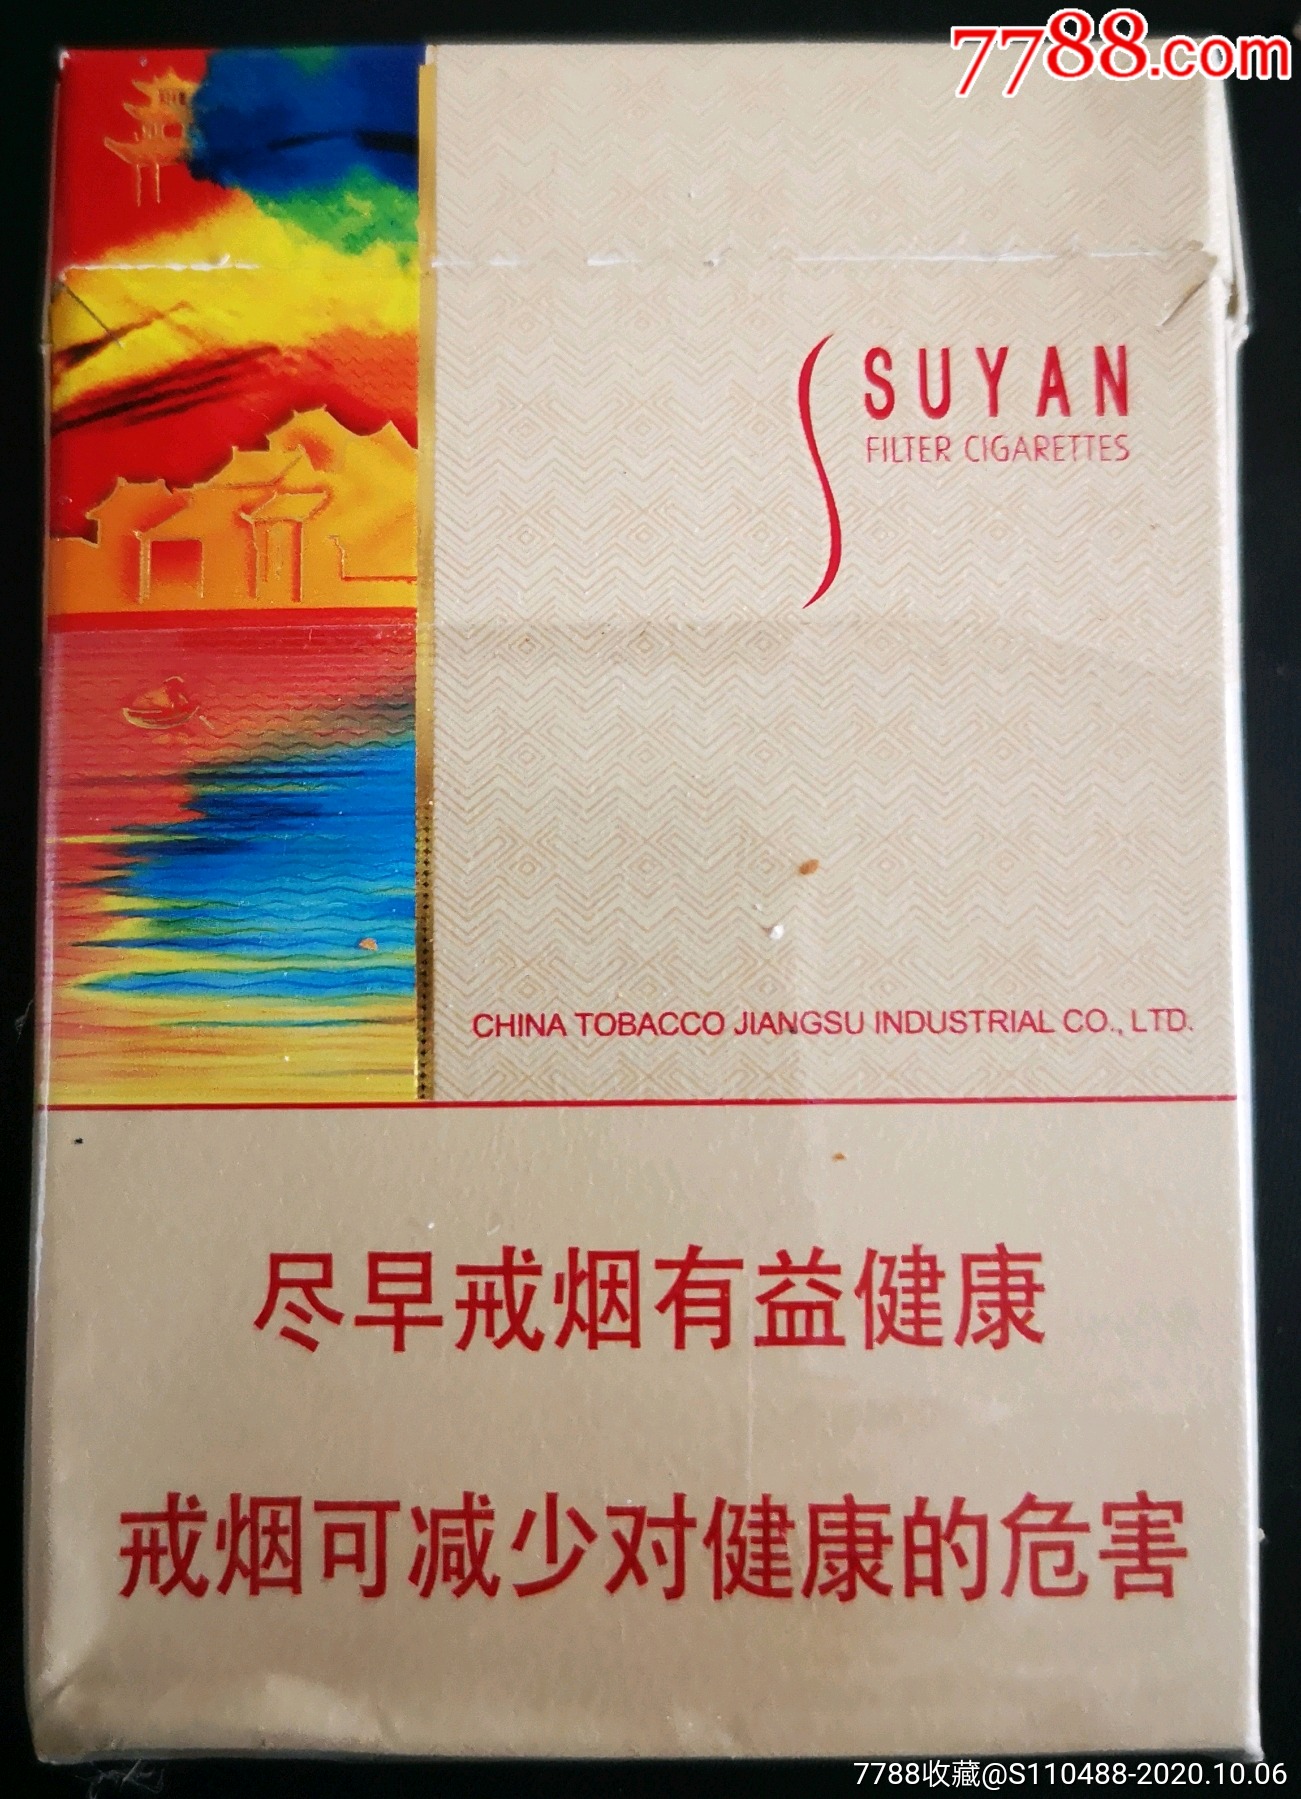 7788.com
SUYAN
FILTER CIGARETTES
CHINA TOBACCO JIANGSU INDUSTRIAL CO., LTD.
尽早戒烟有益健康
戒烟可减少对健康的危害
7788收藏@S110488-2020.10.06